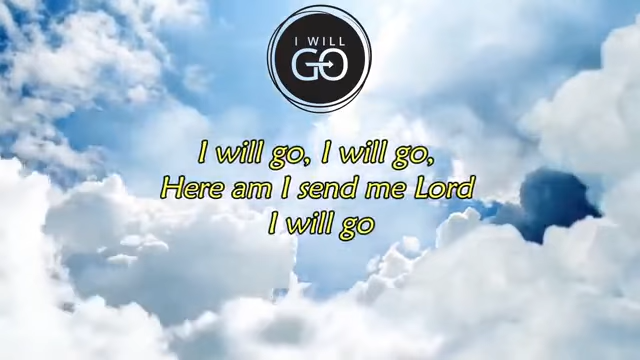 I WILL
GO
I will go, I will go,
Here am I send me Lord
I will go